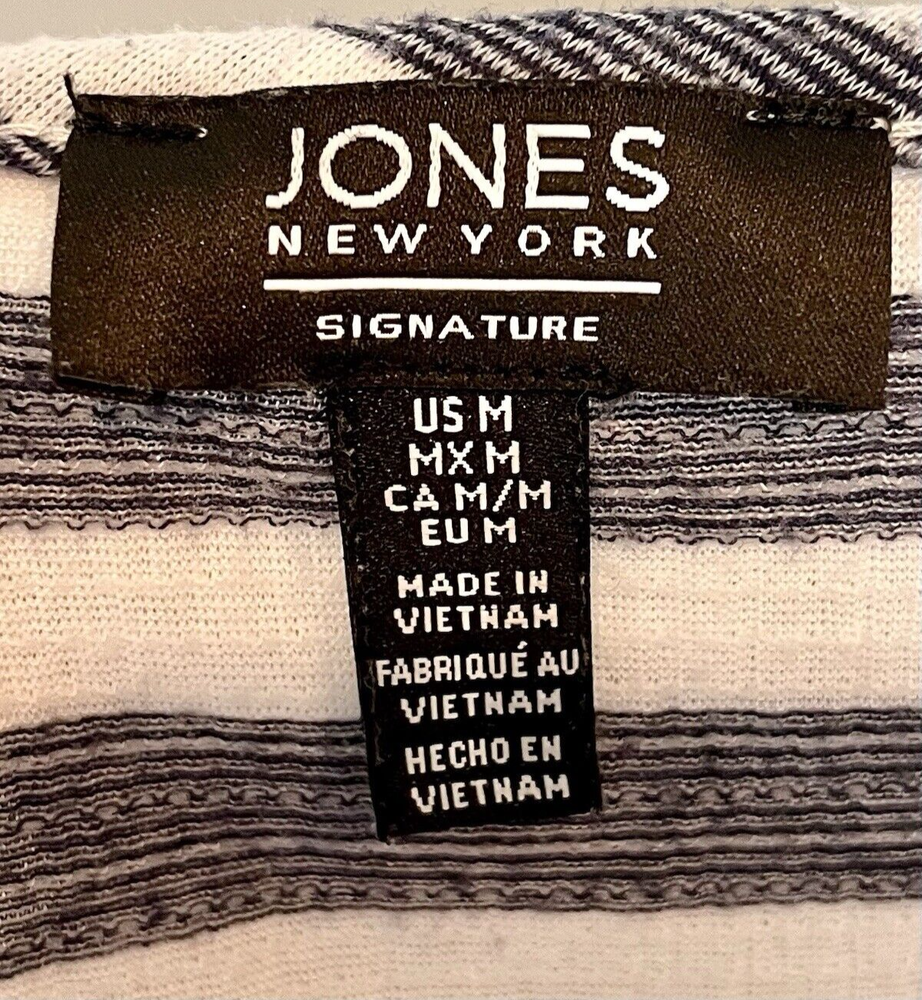 JONES
NEW YORK
SIGNATURE
US M
MX M
CA M/M
EU M
MADE IN
VIETNAM
FABRIQUÉ AU
VIETNAM
HECHO EN
VIETNAM